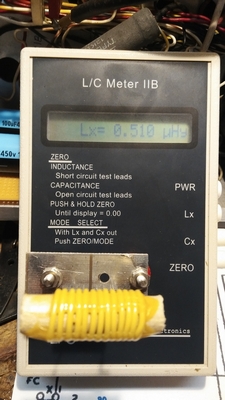 L/C Meter IIB
Lx= 0.510 μHy
ZERO
INDUCTANCE
Short circuit test leads
CAPACITANCE
Open circuit test leads
PUSH & HOLD ZERO
Until display = 0.00
MODE SELECT
With Lx and Cx out
Push ZERO/MODE
PWR
Lx
Cx
ZERO
450v
FC